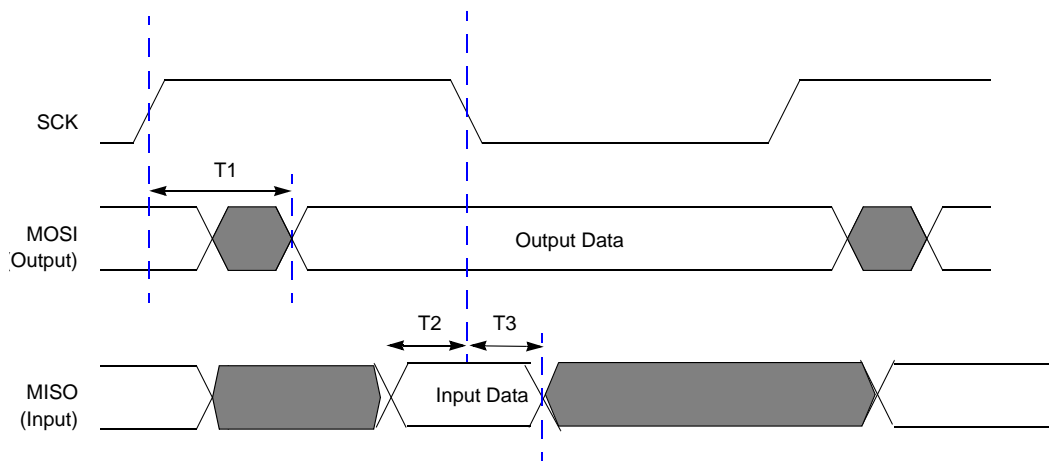 SCK
T1
MOSI
(Output)
Output Data
T2
T3
MISO
(Input)
Input Data